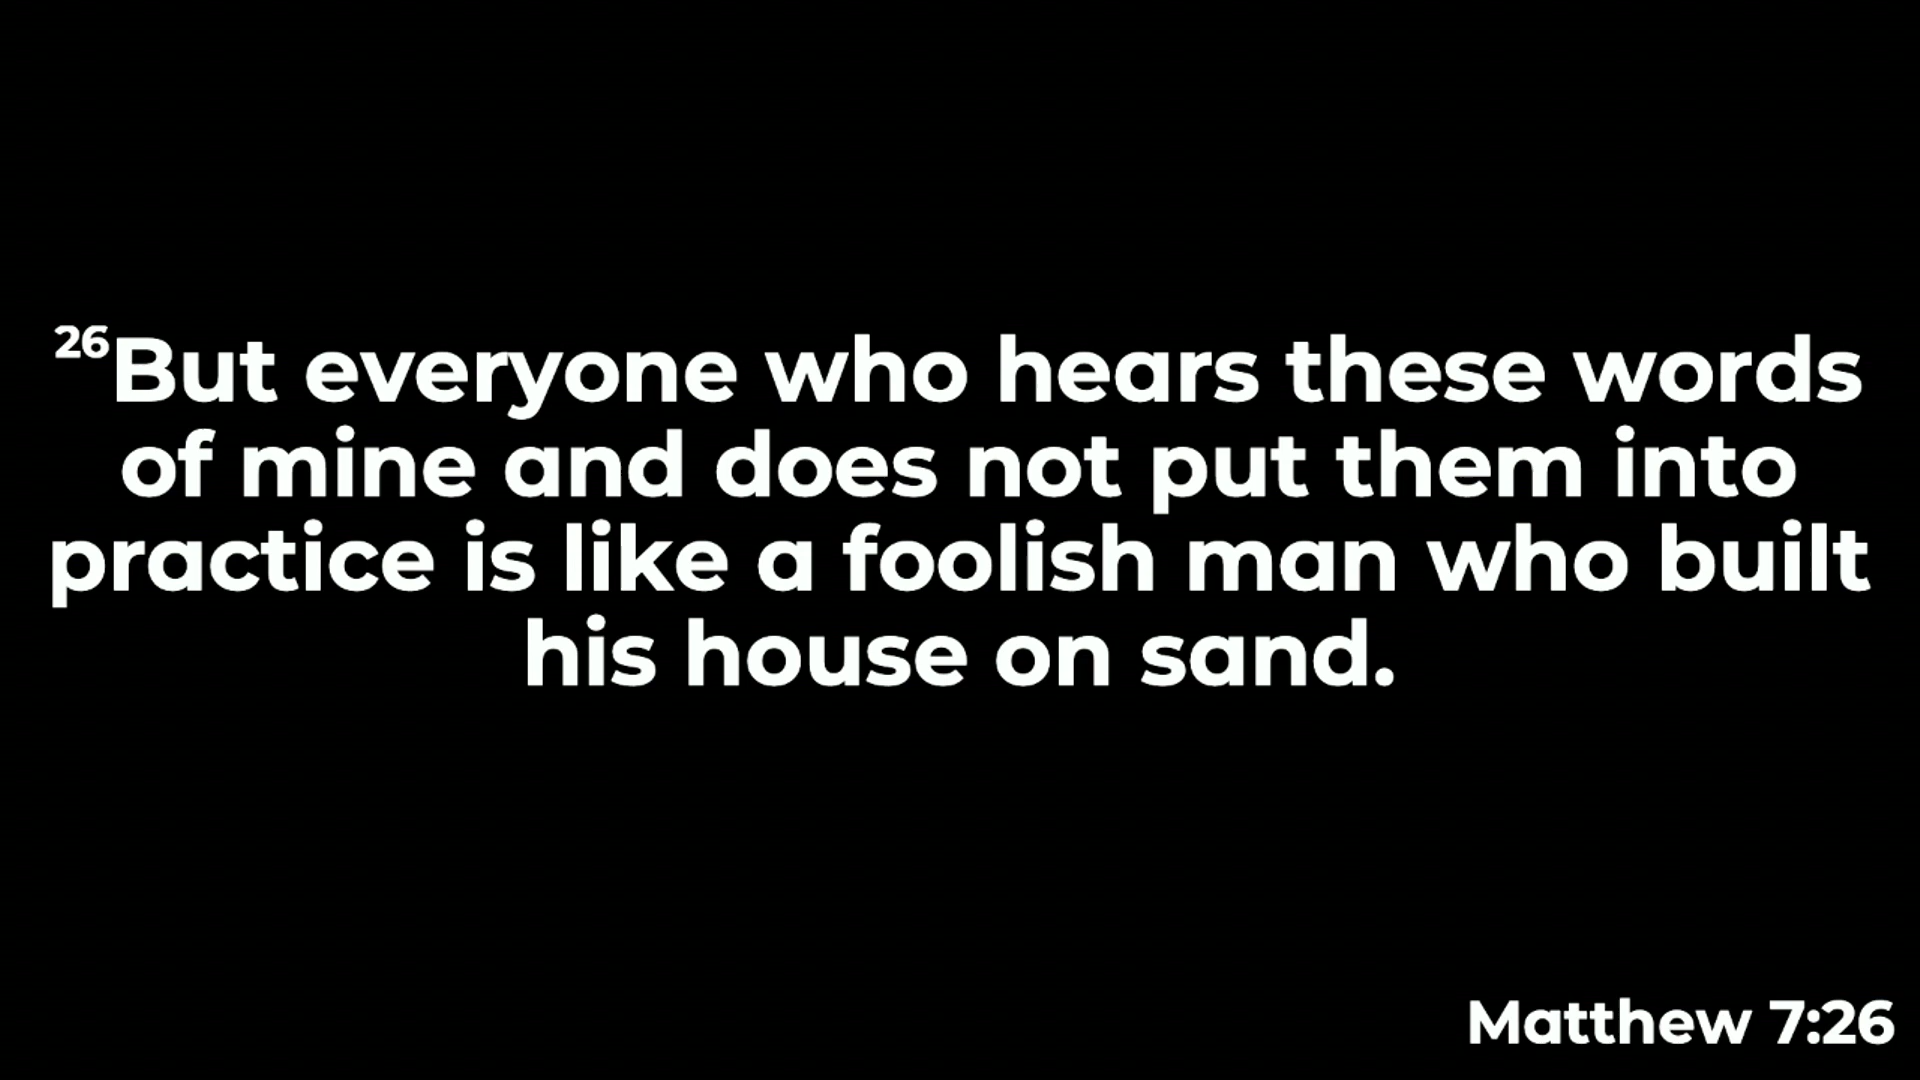 26But everyone who hears these words
of mine and does not put them into
practice is like a foolish man who built
his house on sand.
Matthew 7:26